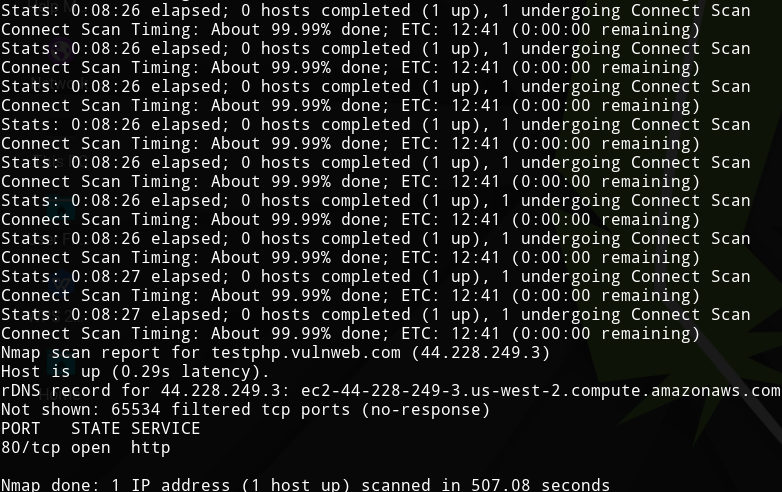 Stats: 0:08:26 elapsed; 0 hosts completed (1 up), 1 undergoing Connect Scan
Connect Scan Timing: About 99.99% done; ETC: 12:41 (0:00:00 remaining)
Stats: 0:08:26 elapsed; 0 hosts completed (1 up), 1 undergoing Connect Scan
Connect Scan Timing: About 99.99% done; ETC: 12:41 (0:00:00 remaining)
Stats: 0:08:26 elapsed; 0 hosts completed (1 up), 1 undergoing Connect Scan
Connect Scan Timing: About 99.99% done; ETC: 12:41 (0:00:00 remaining)
Stats: 0:08:26 elapsed; 0 hosts completed (1 up), 1 undergoing Connect Scan
Connect Scan Timing: About 99.99% done; ETC: 12:41 (0:00:00 remaining)
Stats: 0:08:26 elapsed; 0 hosts completed (1 up), 1 undergoing Connect Scan
Connect Scan Timing: About 99.99% done; ETC: 12:41 (0:00:00 remaining)
Stats: 0:08:26 elapsed; 0 hosts completed (1 up), 1 undergoing Connect Scan
Connect Scan Timing: About 99.99% done; ETC: 12:41 (0:00:00 remaining)
Stats: 0:08:26 elapsed; 0 hosts completed (1 up), 1 undergoing Connect Scan
Connect Scan Timing: About 99.99% done; ETC: 12:41 (0:00:00 remaining)
Stats: 0:08:27 elapsed; 0 hosts completed (1 up), 1 undergoing Connect Scan
Connect Scan Timing: About 99.99% done; ETC: 12:41 (0:00:00 remaining)
Stats: 0:08:27 elapsed; 0 hosts completed (1 up), 1 undergoing Connect Scan
Connect Scan Timing: About 99.99% done; ETC: 12:41 (0:00:00 remaining)
Nmap scan report for testphp.vulnweb.com (44.228.249.3)
Host is up (0.29s latency).
rDNS record for 44.228.249.3: ec2-44-228-249-3.us-west-2.compute.amazonaws.com
Not shown: 65534 filtered tcp ports (no-response)
PORT   STATE SERVICE
80/tcp open  http
Nmap done: 1 IP address (1 host up) scanned in 507.08 seconds